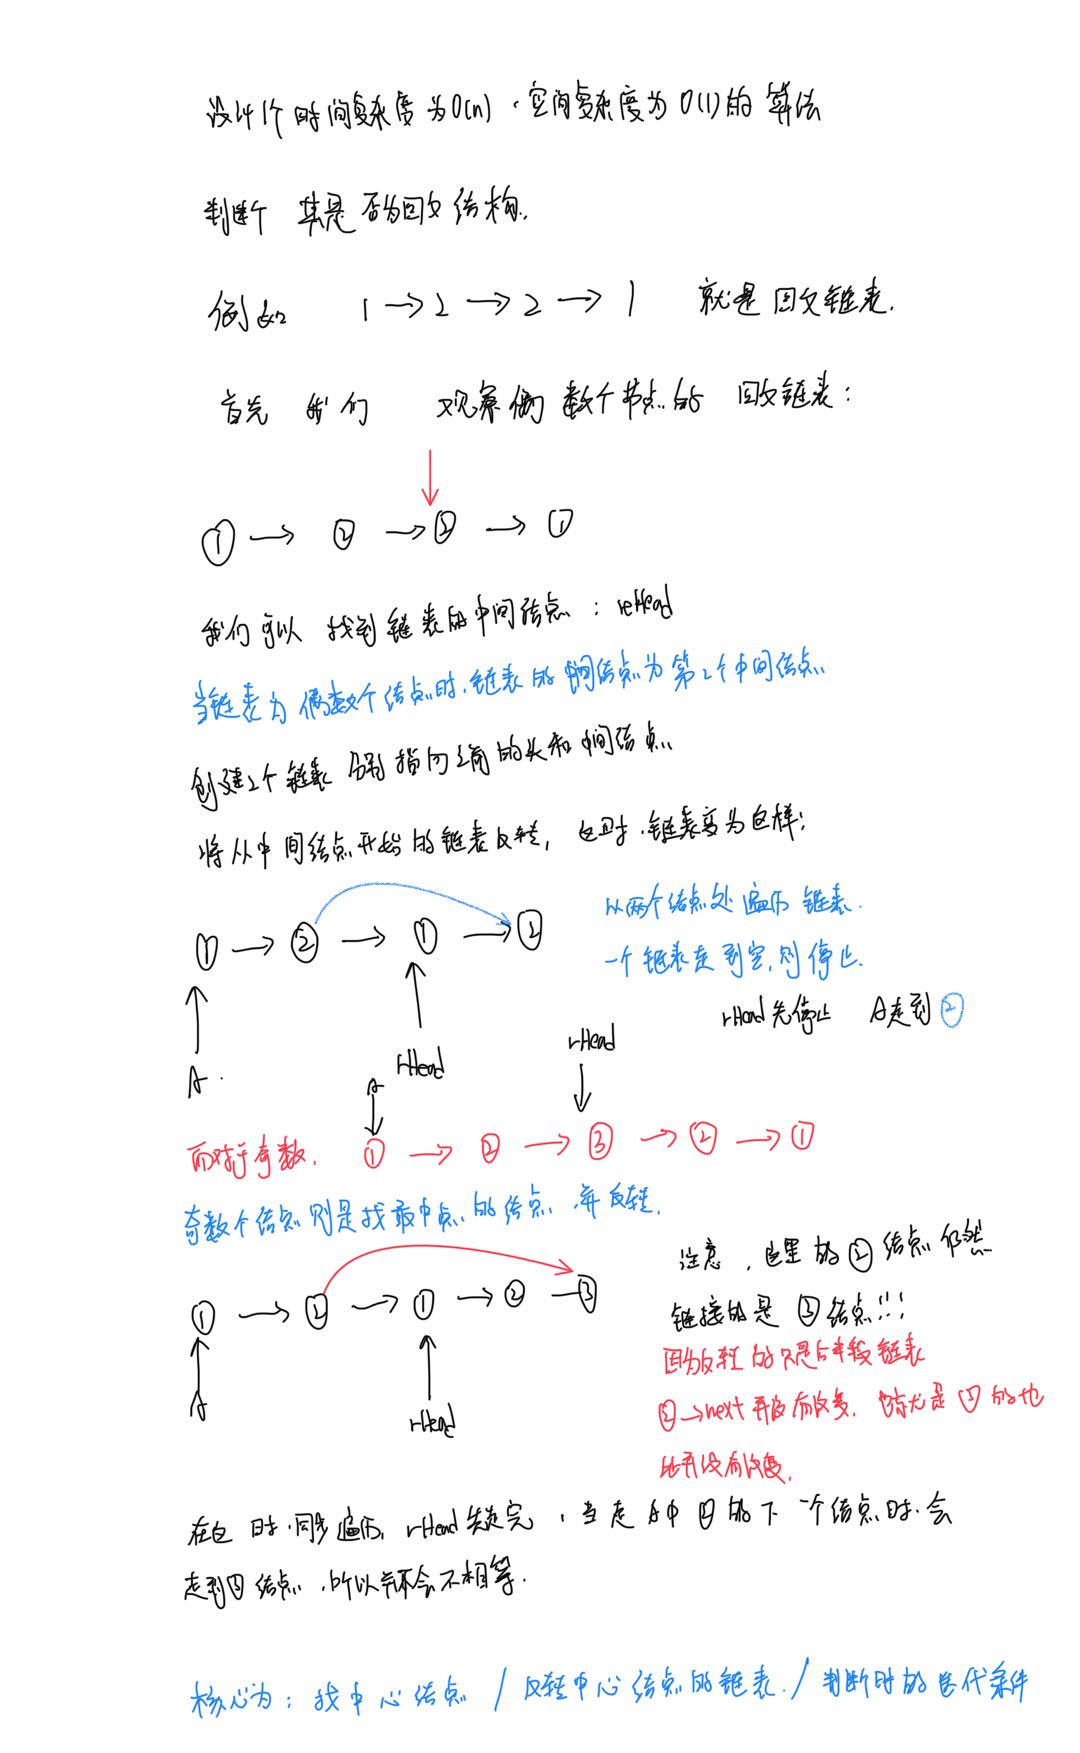 设计1个时间复杂度为O(n),空间复杂度为O(1)的算法
判断其是否为回文结构.
例如 1→2→2→1 就是回文链表.
首先 我们 观察偶数个节点的 回文链表:
① → ② → ② → ①
我们可以 找到链表的中间结点: reHead
当链表为偶数个结点时,链表的中间结点为第2个中间结点
创建2个链表 分别指向之前的头和中间结点
将从中间结点开始的链表反转, 此时,链表变为这样:
以两个结点处遍历链表.
① → ② → ① → ②
一个链表走到空,则停止.
rHead先停止 A走到②
rHead
A.
rHead
A
而对于奇数. ① → ② → ③ → ② → ①
奇数个结点则是找最中点的结点 并反转.
注意, 这里的②结点仍然
① → ② → ① → ② — ③
链接的是③结点!!!
因为反转的只是后半段链表
A
rHead
②→next并没有改变.
并没有改变.
在这时,同步遍历, rHead先走完, 当走A中②的下一个结点时,会
走到③结点,所以并不会不相等.
核心为: 找中心结点 / 反转中心结点的链表. / 判断时的迭代条件